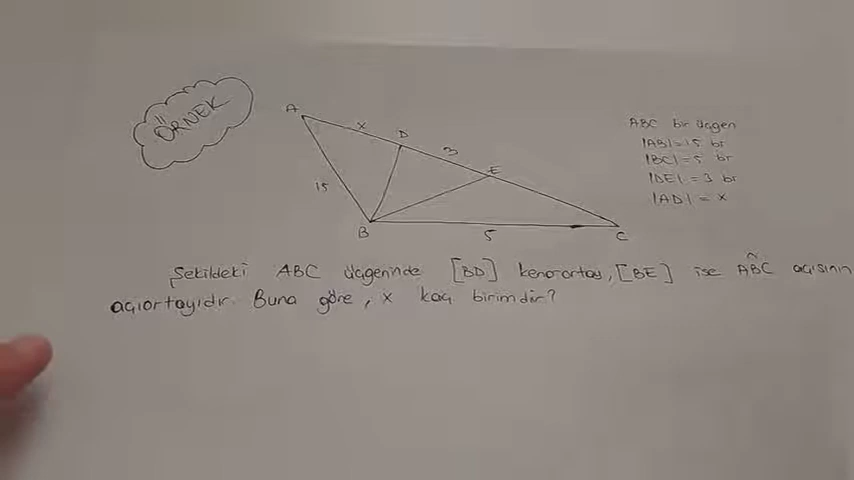 ÖRNEK
A
x
D
3
E
15
B
5
C
ABC bir üçgen
|AB|=15 br
|BC|=5 br
|DE|=3 br
|AD|=x
Şekildeki ABC üçgeninde [BD] kenarortay, [BE] ise ABC açısının
açıortayıdır. Buna göre, x kaç birimdir?